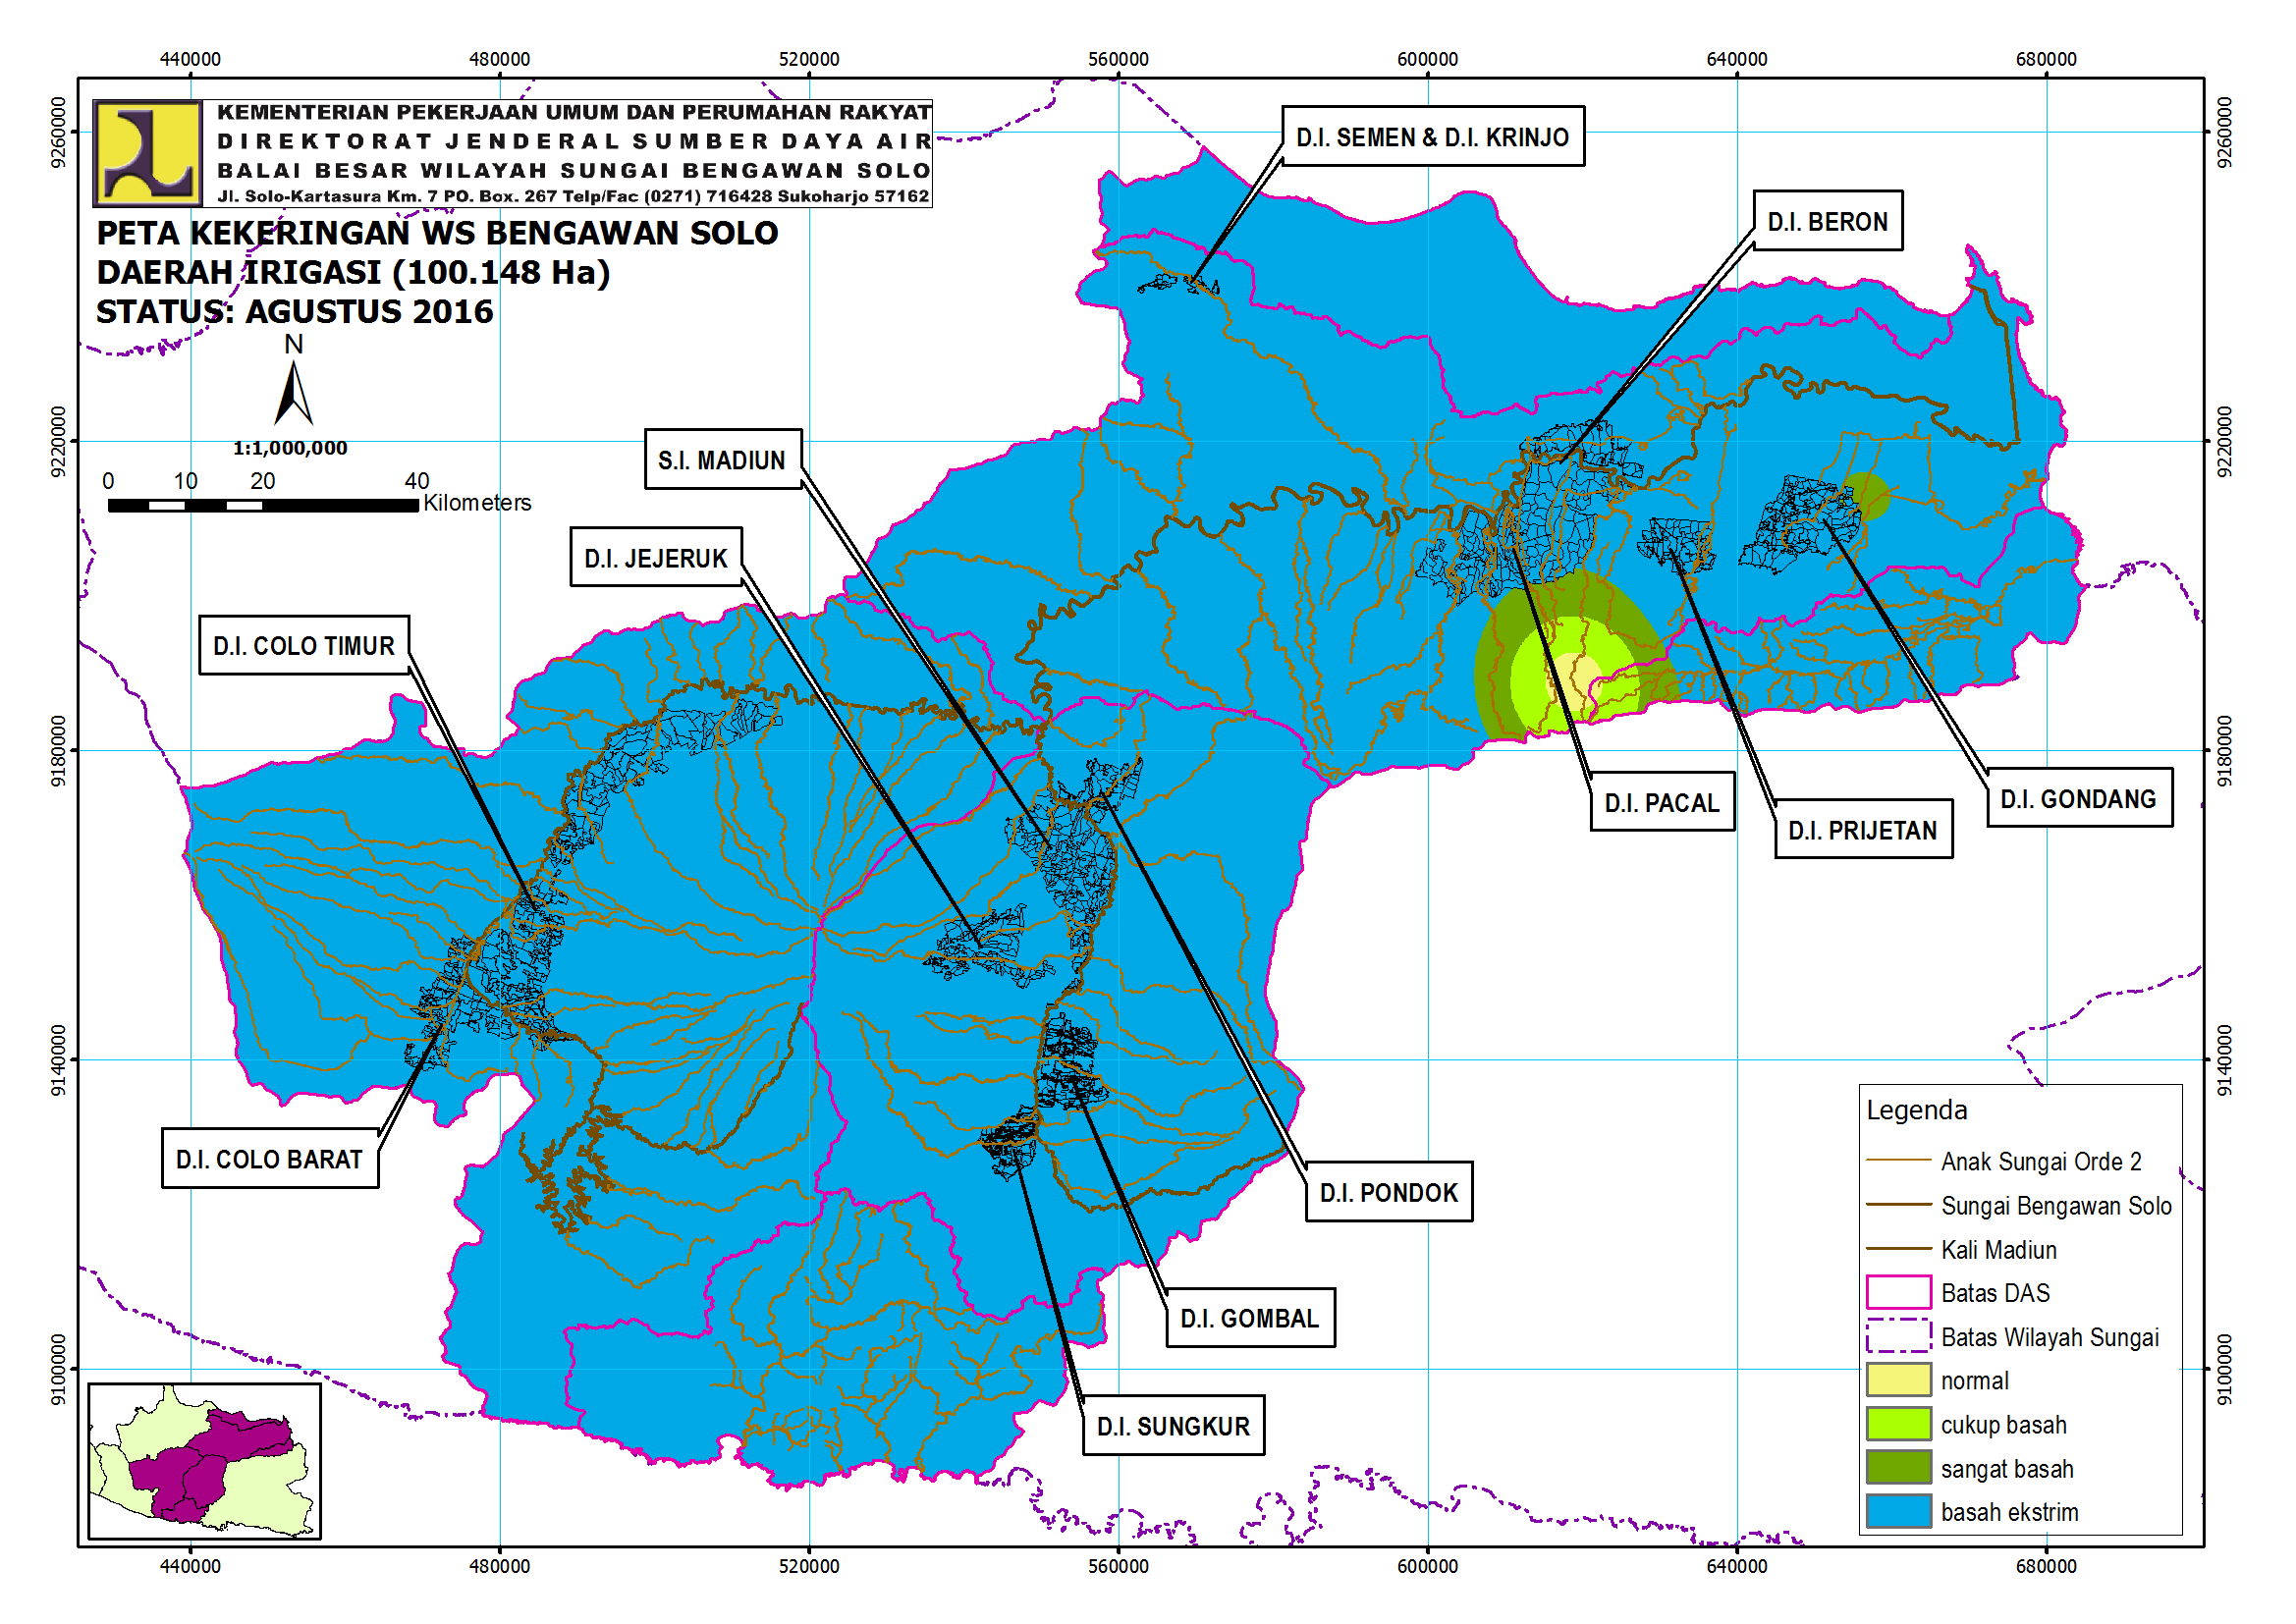 440000 480000 520000 560000 600000 640000 680000
KEMENTERIAN PEKERJAAN UMUM DAN PERUMAHAN RAKYAT
DIREKTORAT JENDERAL SUMBER DAYA AIR
BALAI BESAR WILAYAH SUNGAI BENGAWAN SOLO
Jl. Solo-Kartasura Km. 7 PO. Box. 267 Telp/Fac (0271) 716428 Sukoharjo 57162
PETA KEKERINGAN WS BENGAWAN SOLO
DAERAH IRIGASI (100.148 Ha)
STATUS: AGUSTUS 2016
N
1:1,000,000
0 10 20 40
Kilometers
9260000 9260000
9220000 9220000
9180000 9180000
9140000 9140000
9100000 9100000
D.I. SEMEN & D.I. KRINJO
D.I. BERON
S.I. MADIUN
D.I. JEJERUK
D.I. COLO TIMUR
D.I. PACAL
D.I. PRIJETAN
D.I. GONDANG
D.I. COLO BARAT
D.I. PONDOK
D.I. GOMBAL
D.I. SUNGKUR
Legenda
Anak Sungai Orde 2
Sungai Bengawan Solo
Kali Madiun
Batas DAS
Batas Wilayah Sungai
normal
cukup basah
sangat basah
basah ekstrim
440000 480000 520000 560000 600000 640000 680000